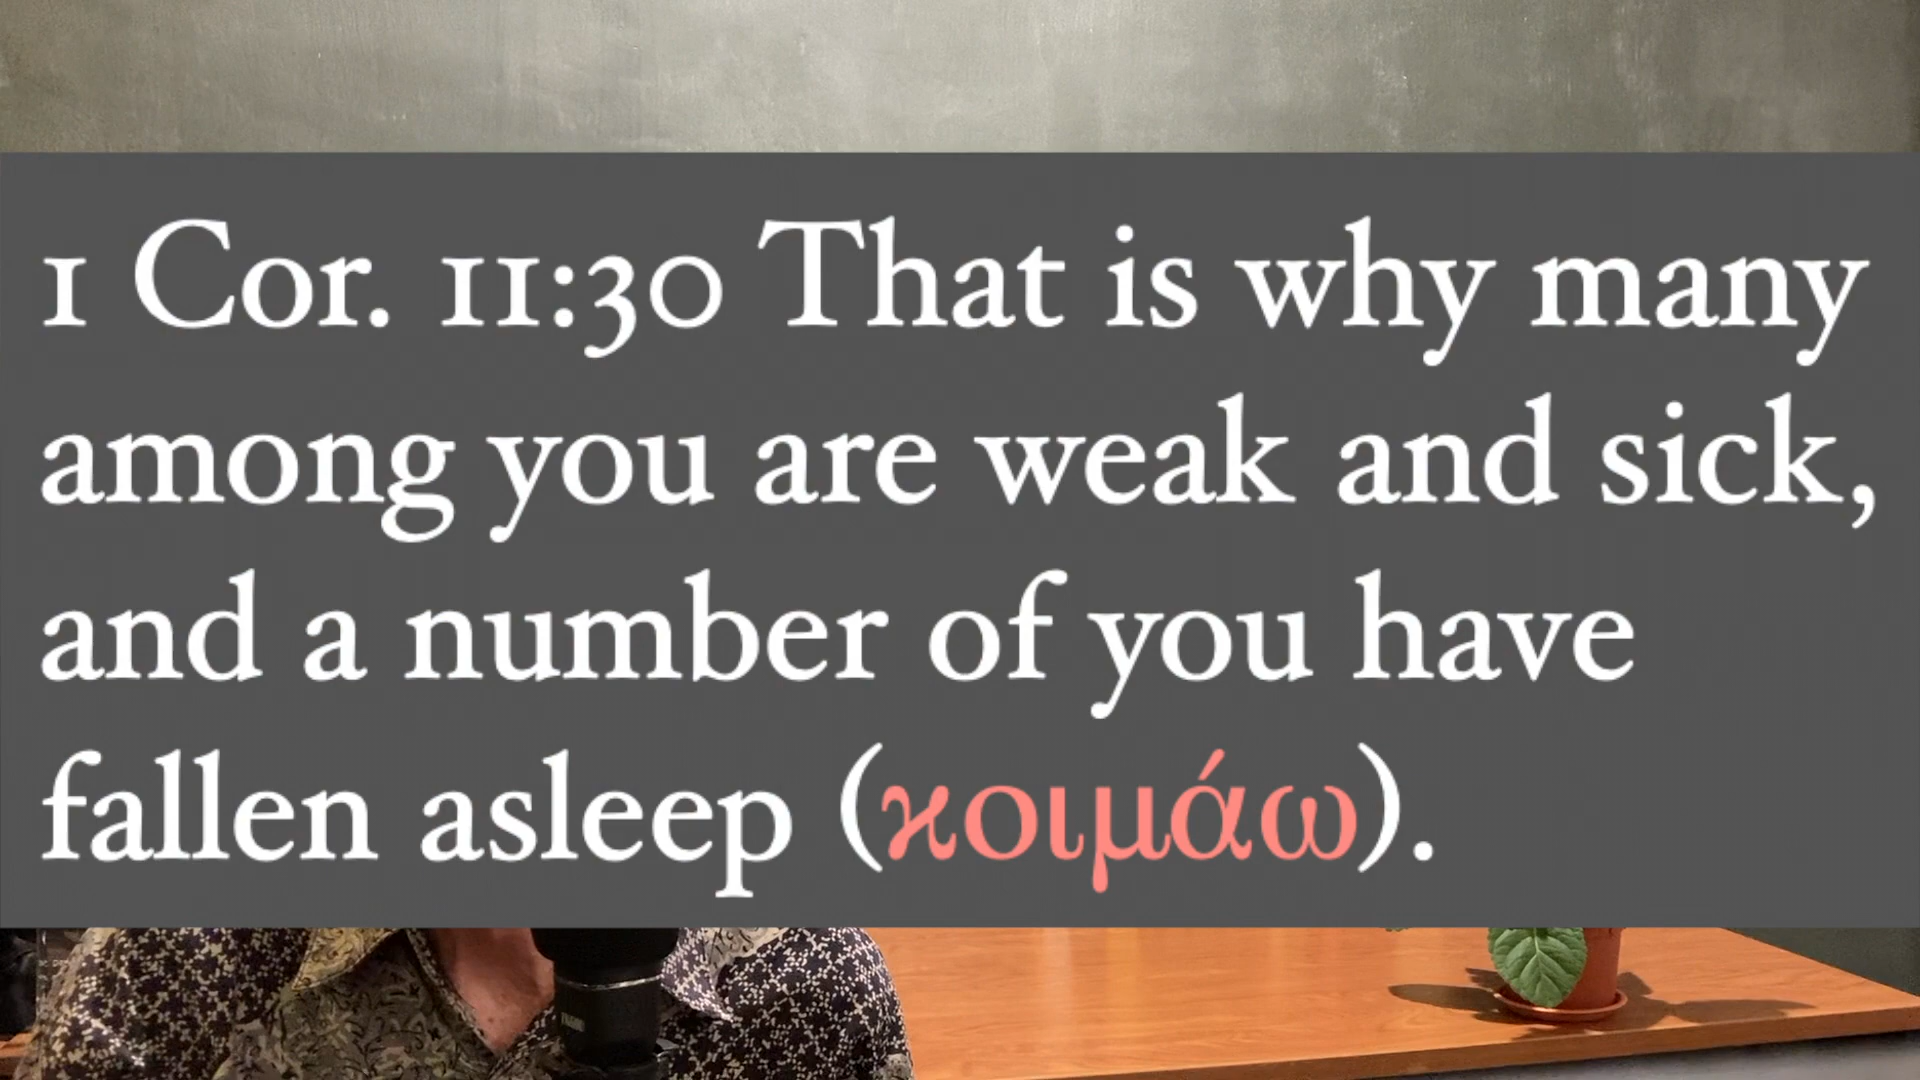 1 Cor. 11:30 That is why many
among you are weak and sick,
and a number of you have
fallen asleep (κοιμάω).